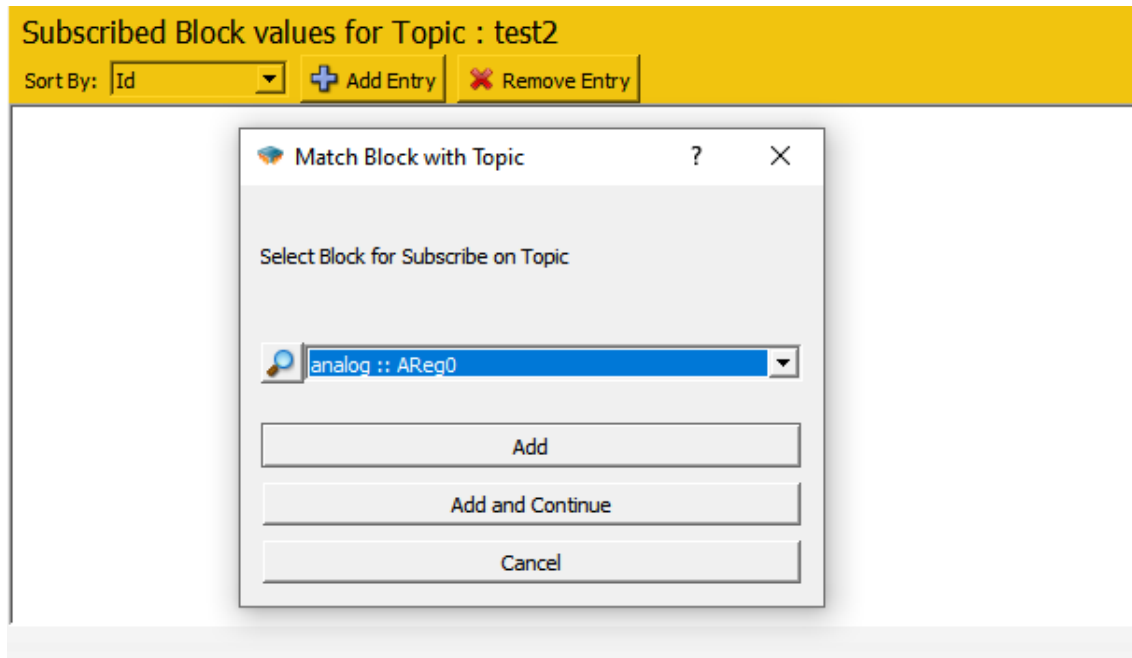 Subscribed Block values for Topic : test2
Sort By: Id Add Entry Remove Entry
Match Block with Topic ?
Select Block for Subscribe on Topic
analog :: AReg0
Add
Add and Continue
Cancel